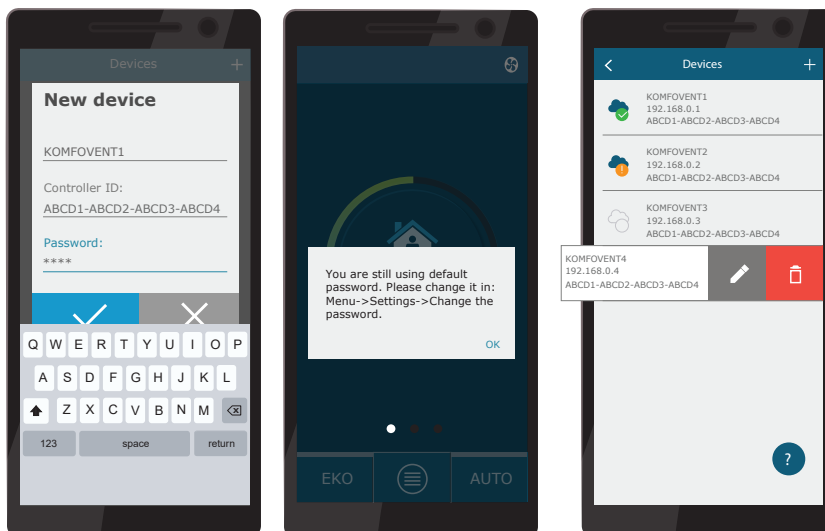 Devices +
New device
KOMFOVENT1
Controller ID:
ABCD1-ABCD2-ABCD3-ABCD4
Password:
****
Q W E R T Y U I O P
A S D F G H J K L
Z X C V B N M
123 space return
You are still using default
password. Please change it in:
Menu->Settings->Change the
password.
OK
EKO AUTO
Devices +
KOMFOVENT1
192.168.0.1
ABCD1-ABCD2-ABCD3-ABCD4
KOMFOVENT2
192.168.0.2
ABCD1-ABCD2-ABCD3-ABCD4
KOMFOVENT3
192.168.0.3
ABCD1-ABCD2-ABCD3-ABCD4
KOMFOVENT4
192.168.0.4
ABCD1-ABCD2-ABCD3-ABCD4
?